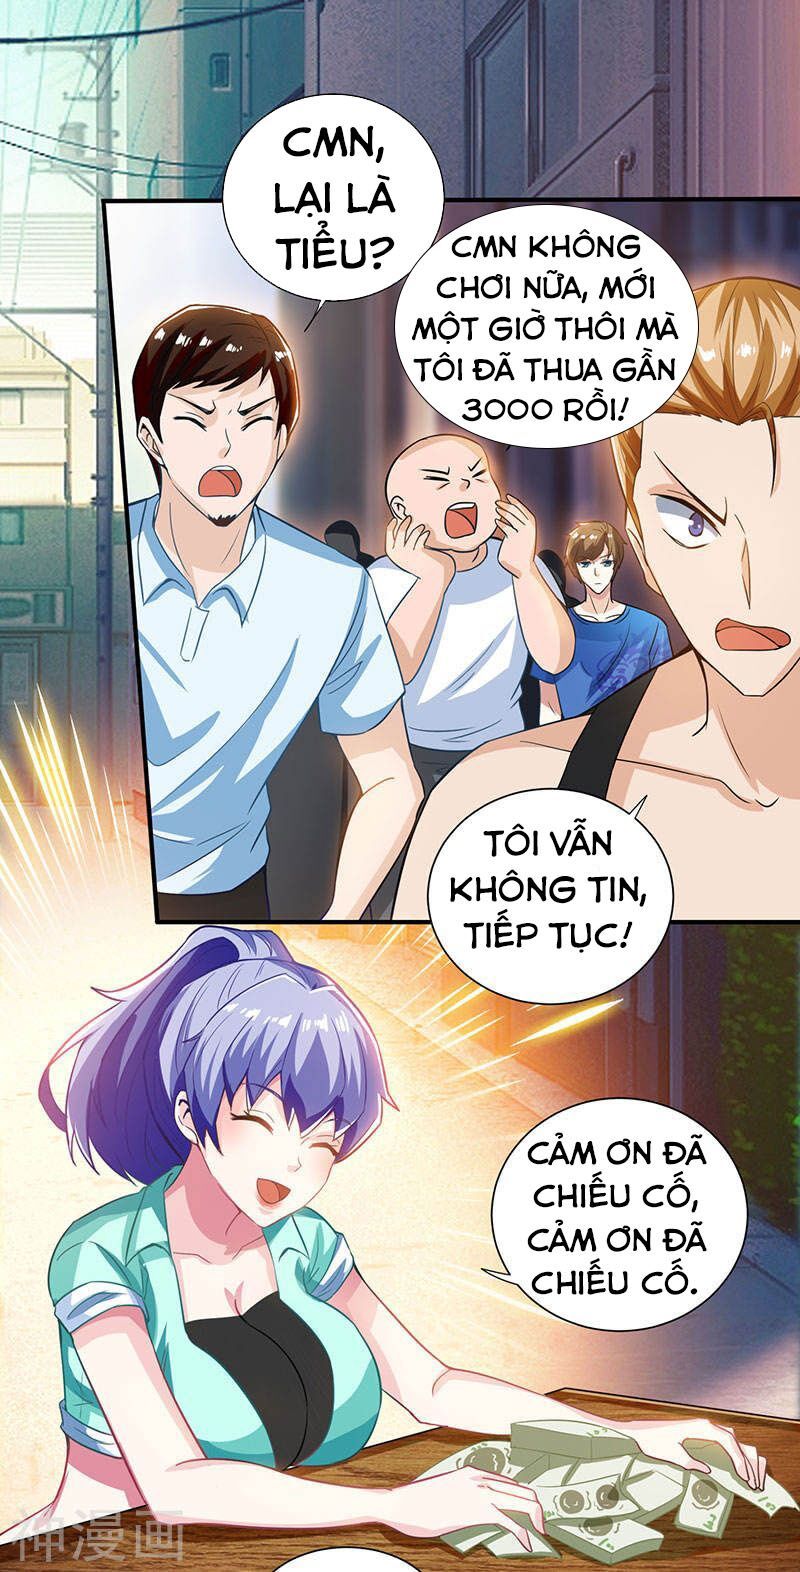 CMN,
LẠI LÀ
TIỂU?
CMN KHÔNG
CHƠI NỮA, MỚI
MỘT GIỜ THÔI MÀ
TÔI ĐÃ THUA GẦN
3000 RỒI!
TÔI VẪN
KHÔNG TIN,
TIẾP TỤC!
CẢM ƠN ĐÃ
CHIẾU CỐ,
CẢM ƠN ĐÃ
CHIẾU CỐ.
神漫画